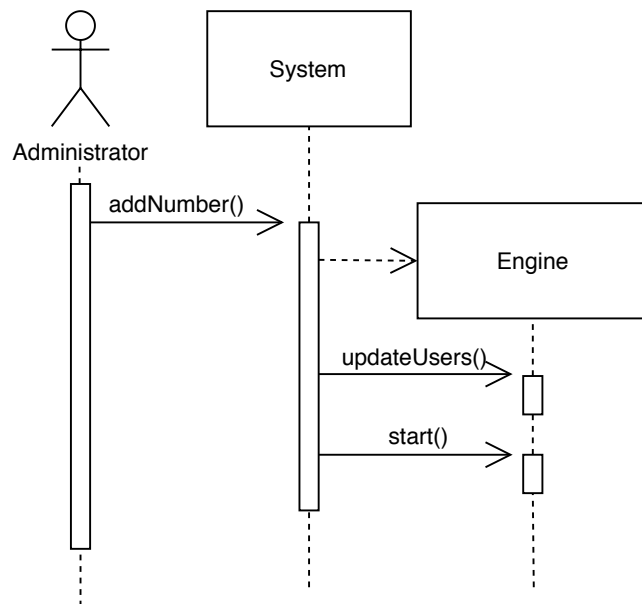 System
Administrator
addNumber()
Engine
updateUsers()
start()